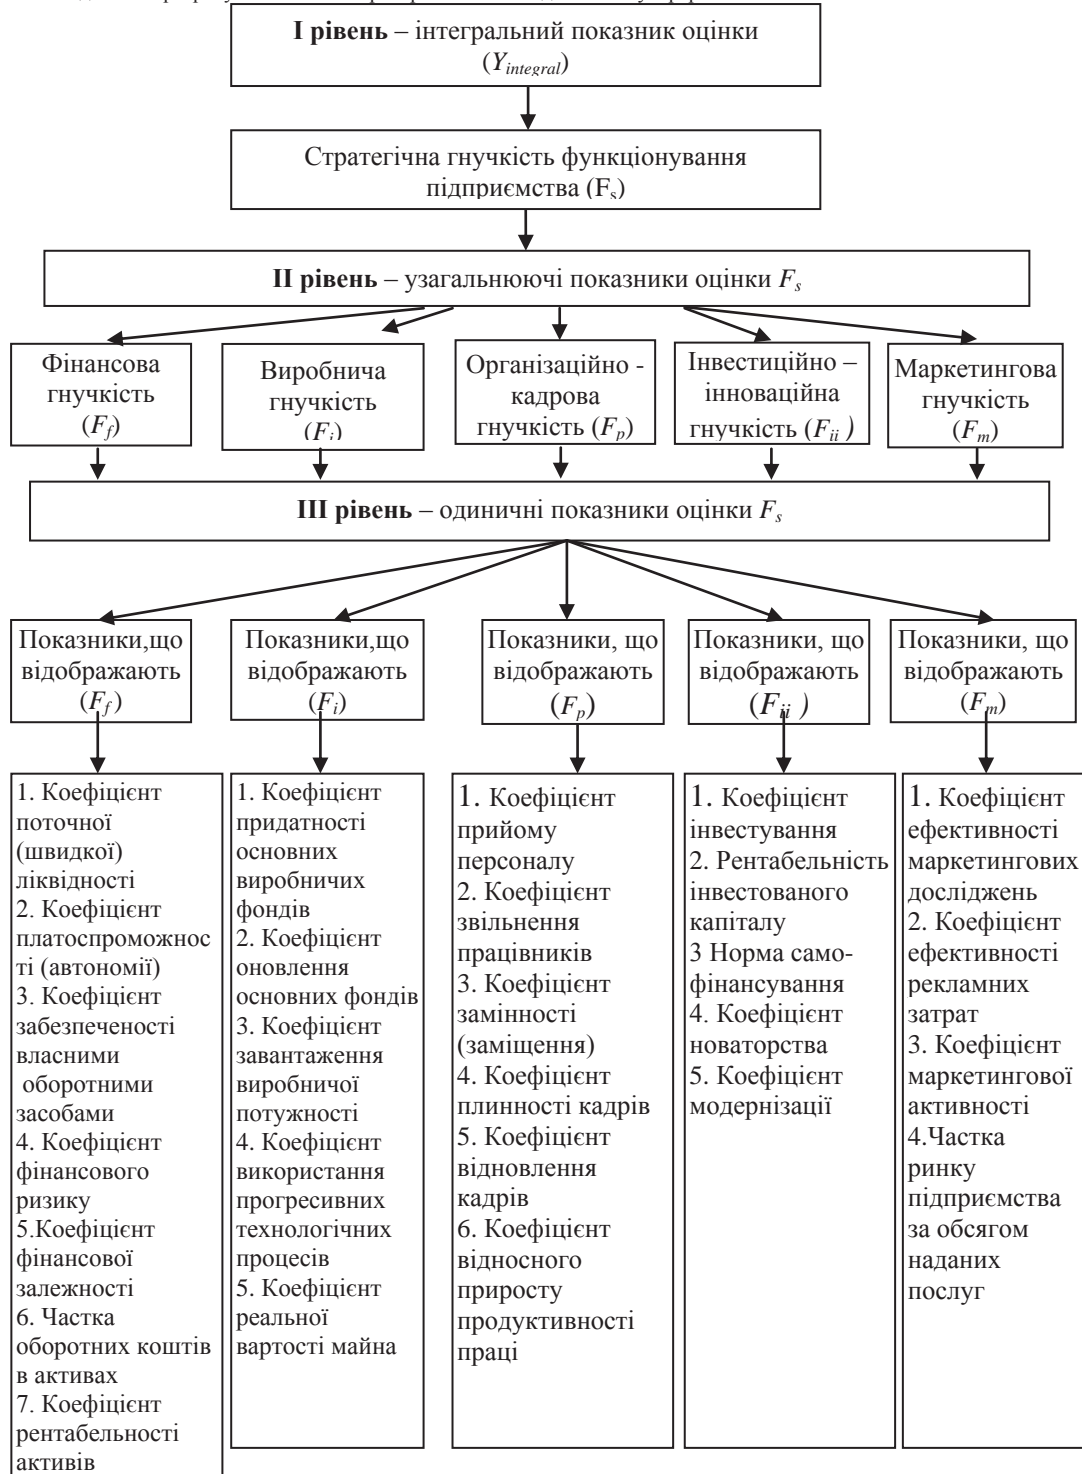 I рівень – інтегральний показник оцінки
(Y integral)
Стратегічна гнучкість функціонування
підприємства (Fs)
II рівень – узагальнюючі показники оцінки Fs
Фінансова
гнучкість
(Ff)
Виробнича
гнучкість
(Fi)
Організаційно -
кадрова
гнучкість (Fp)
Інвестиційно –
інноваційна
гнучкість (Fii )
Маркетингова
гнучкість
(Fm)
III рівень – одиничні показники оцінки Fs
Показники,що
відображають
(Ff)
Показники,що
відображають
(Fi)
Показники, що
відображають
(Fp)
Показники, що
відображають
(Fii )
Показники, що
відображають
(Fm)
1. Коефіцієнт
поточної
(швидкої)
ліквідності
2. Коефіцієнт
платоспроможнос
ті (автономії)
3. Коефіцієнт
забезпеченості
власними
оборотними
засобами
4. Коефіцієнт
фінансового
ризику
5.Коефіцієнт
фінансової
залежності
6. Частка
оборотних коштів
в активах
7. Коефіцієнт
рентабельності
активів
1. Коефіцієнт
придатності
основних
виробничих
фондів
2. Коефіцієнт
оновлення
основних фондів
3. Коефіцієнт
завантаження
виробничої
потужності
4. Коефіцієнт
використання
прогресивних
технологічних
процесів
5. Коефіцієнт
реальної
вартості майна
1. Коефіцієнт
прийому
персоналу
2. Коефіцієнт
звільнення
працівників
3. Коефіцієнт
замінності
(заміщення)
4. Коефіцієнт
плинності кадрів
5. Коефіцієнт
відновлення
кадрів
6. Коефіцієнт
відносного
приросту
продуктивності
праці
1. Коефіцієнт
інвестування
2. Рентабельність
інвестованого
капіталу
3 Норма само-
фінансування
4. Коефіцієнт
новаторства
5. Коефіцієнт
модернізації
1. Коефіцієнт
ефективності
маркетингових
досліджень
2. Коефіцієнт
ефективності
рекламних
затрат
3. Коефіцієнт
маркетингової
активності
4.Частка
ринку
підприємства
за обсягом
наданих
послуг